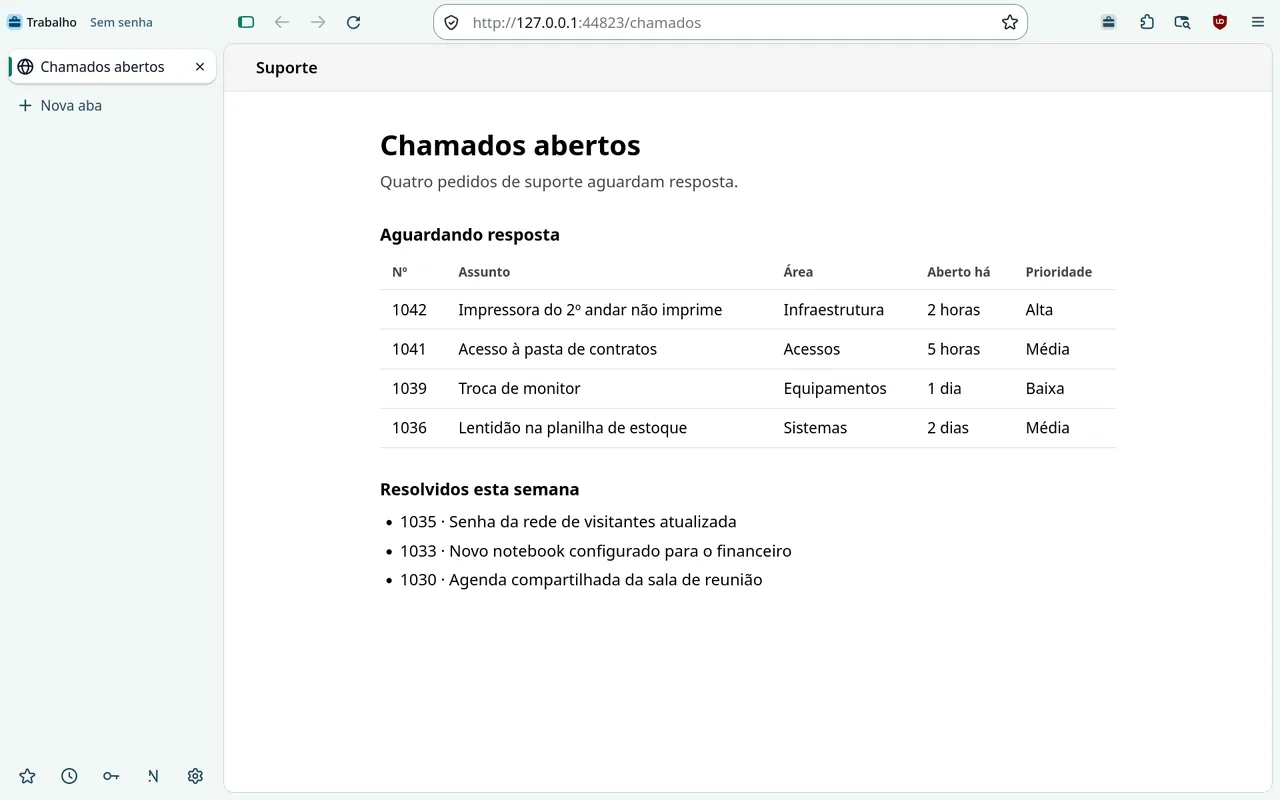 Trabalho Sem senha
http://127.0.0.1:44823/chamados
Chamados abertos
Nova aba
Suporte
Chamados abertos
Quatro pedidos de suporte aguardam resposta.
Aguardando resposta
Nº Assunto Área Aberto há Prioridade
1042 Impressora do 2º andar não imprime Infraestrutura 2 horas Alta
1041 Acesso à pasta de contratos Acessos 5 horas Média
1039 Troca de monitor Equipamentos 1 dia Baixa
1036 Lentidão na planilha de estoque Sistemas 2 dias Média
Resolvidos esta semana
• 1035 · Senha da rede de visitantes atualizada
• 1033 · Novo notebook configurado para o financeiro
• 1030 · Agenda compartilhada da sala de reunião